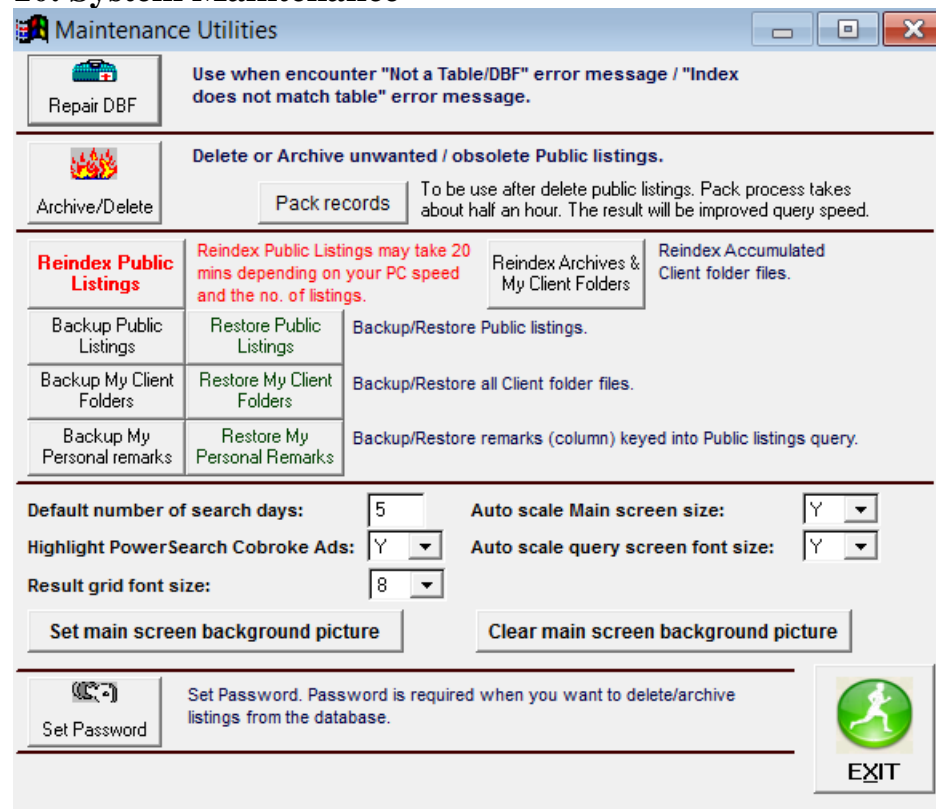 Maintenance Utilities
Use when encounter "Not a Table/DBF" error message / "Index
does not match table" error message.
Repair DBF
Delete or Archive unwanted / obsolete Public listings.
Archive/Delete
Pack records
To be use after delete public listings. Pack process takes
about half an hour. The result will be improved query speed.
Reindex Public
Listings
Reindex Public Listings may take 20
mins depending on your PC speed
and the no. of listings.
Reindex Archives &
My Client Folders
Reindex Accumulated
Client folder files.
Backup Public
Listings
Restore Public
Listings
Backup/Restore Public listings.
Backup My Client
Folders
Restore My Client
Folders
Backup/Restore all Client folder files.
Backup My
Personal remarks
Restore My
Personal Remarks
Backup/Restore remarks (column) keyed into Public listings query.
Default number of search days: 5
Auto scale Main screen size: Y
Highlight PowerSearch Cobroke Ads: Y
Auto scale query screen font size: Y
Result grid font size: 8
Set main screen background picture
Clear main screen background picture
Set Password
Set Password. Password is required when you want to delete/archive
listings from the database.
EXIT